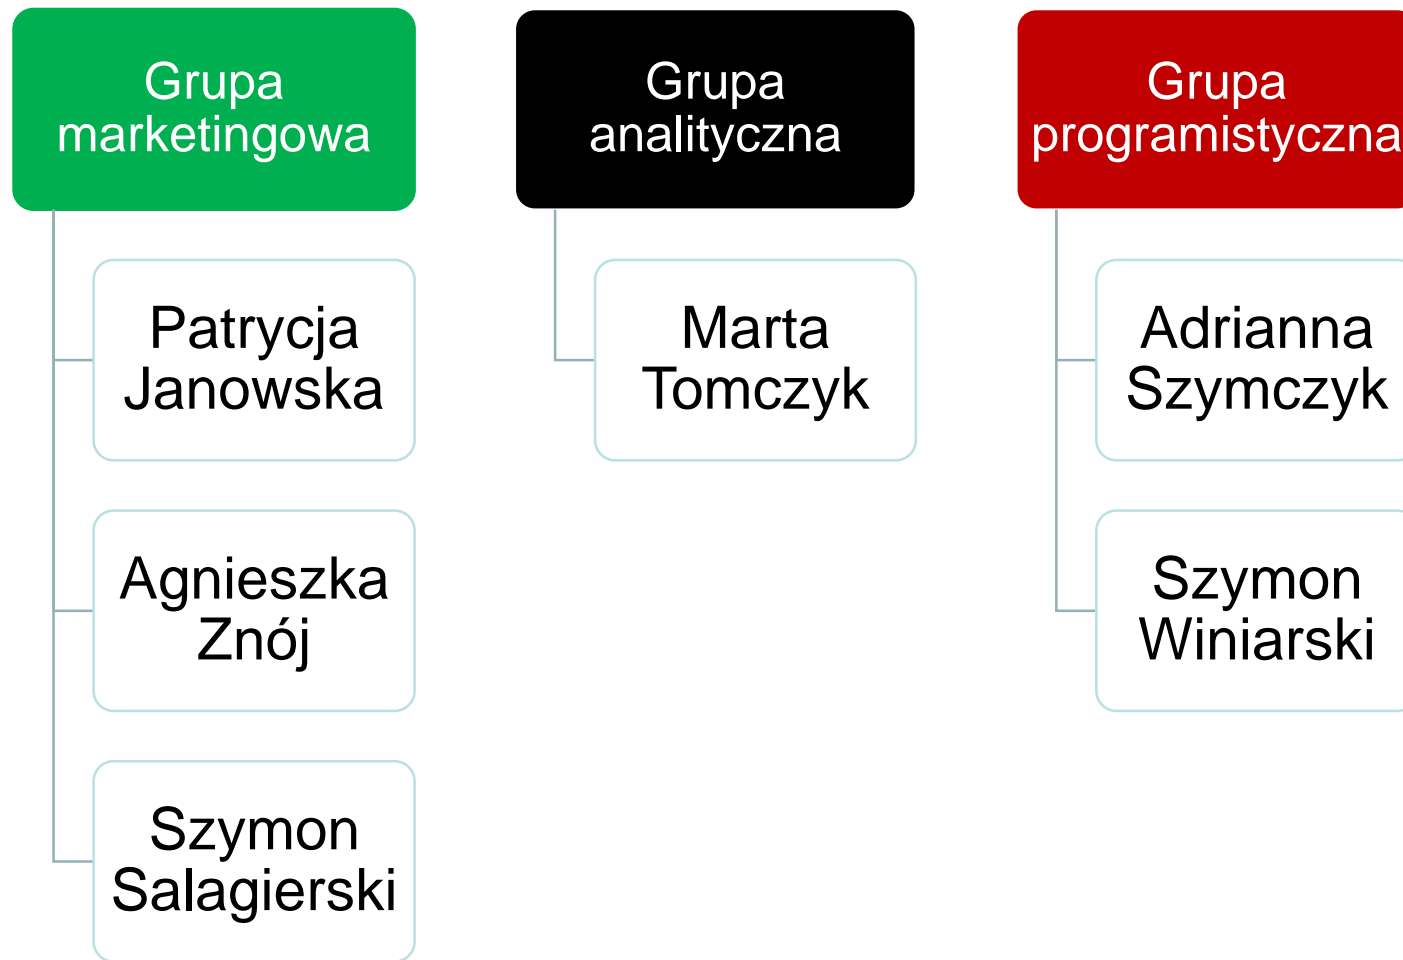 Grupa
marketingowa
Patrycja
Janowska
Agnieszka
Znój
Szymon
Salagierski
Grupa
analityczna
Marta
Tomczyk
Grupa
programistyczna
Adrianna
Szymczyk
Szymon
Winiarski